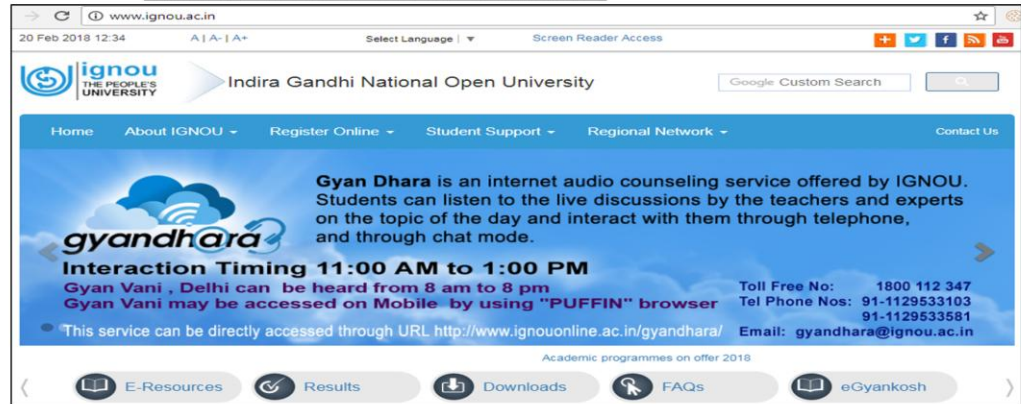 www.ignou.ac.in
20 Feb 2018 12:34 A | A- | A+ Select Language | ▼ Screen Reader Access
ignou
THE PEOPLE'S
UNIVERSITY
Indira Gandhi National Open University
Google Custom Search
Home About IGNOU Register Online Student Support Regional Network Contact Us
Gyan Dhara is an internet audio counseling service offered by IGNOU.
Students can listen to the live discussions by the teachers and experts
on the topic of the day and interact with them through telephone,
and through chat mode.
gyandhara
Interaction Timing 11:00 AM to 1:00 PM
Gyan Vani , Delhi can be heard from 8 am to 8 pm
Gyan Vani may be accessed on Mobile by using "PUFFIN" browser
This service can be directly accessed through URL http://www.ignouonline.ac.in/gyandhara/
Toll Free No: 1800 112 347
Tel Phone Nos: 91-1129533103
91-1129533581
Email: gyandhara@ignou.ac.in
Academic programmes on offer 2018
E-Resources Results Downloads FAQs eGyankosh